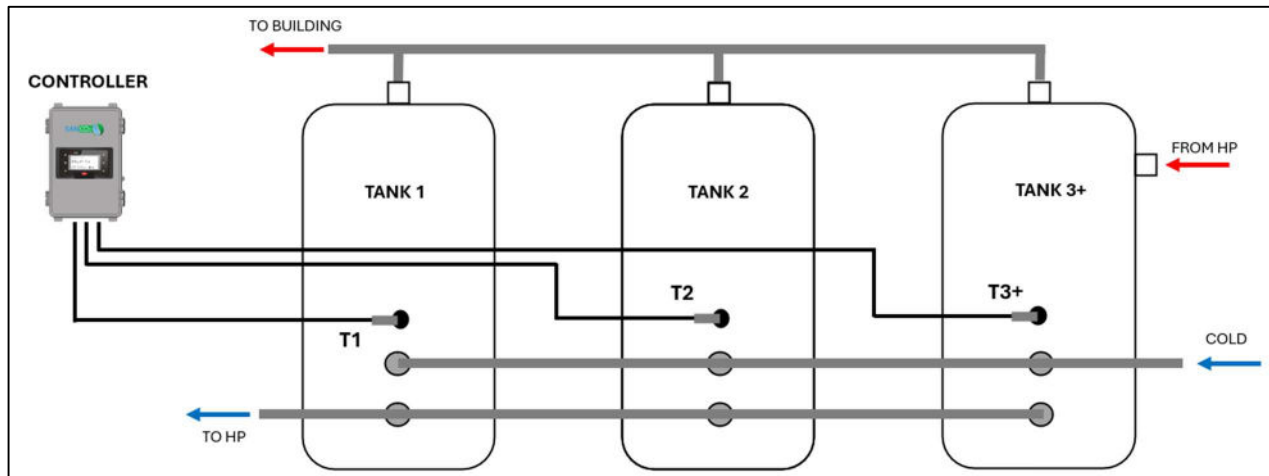 TO BUILDING
CONTROLLER
FROM HP
TANK 1
TANK 2
TANK 3+
T1
T2
T3+
COLD
TO HP